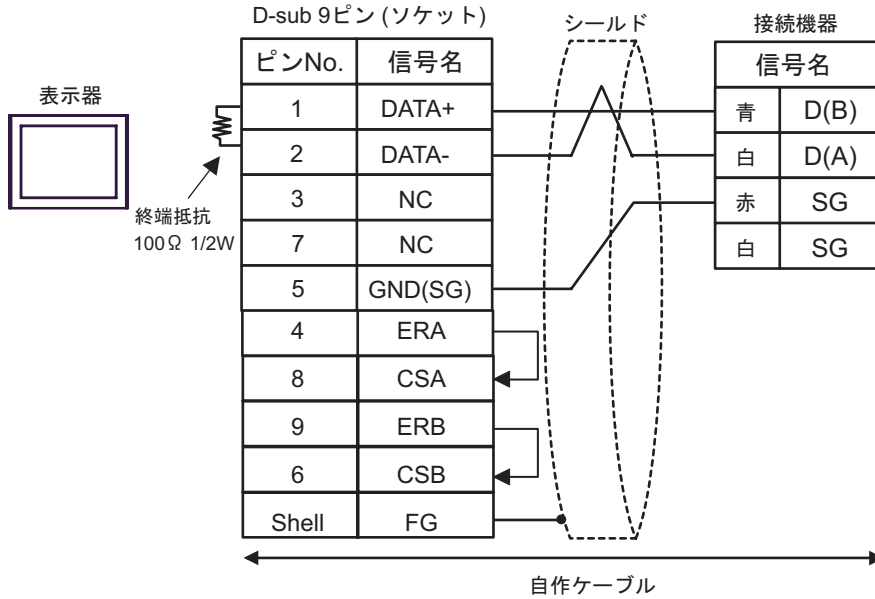 D-sub 9ピン (ソケット)
シールド
接続機器
ピンNo. 信号名
信号名
表示器
1 DATA+
青 D(B)
2 DATA-
白 D(A)
3 NC
赤 SG
終端抵抗
100Ω 1/2W
7 NC
白 SG
5 GND(SG)
4 ERA
8 CSA
9 ERB
6 CSB
Shell FG
自作ケーブル